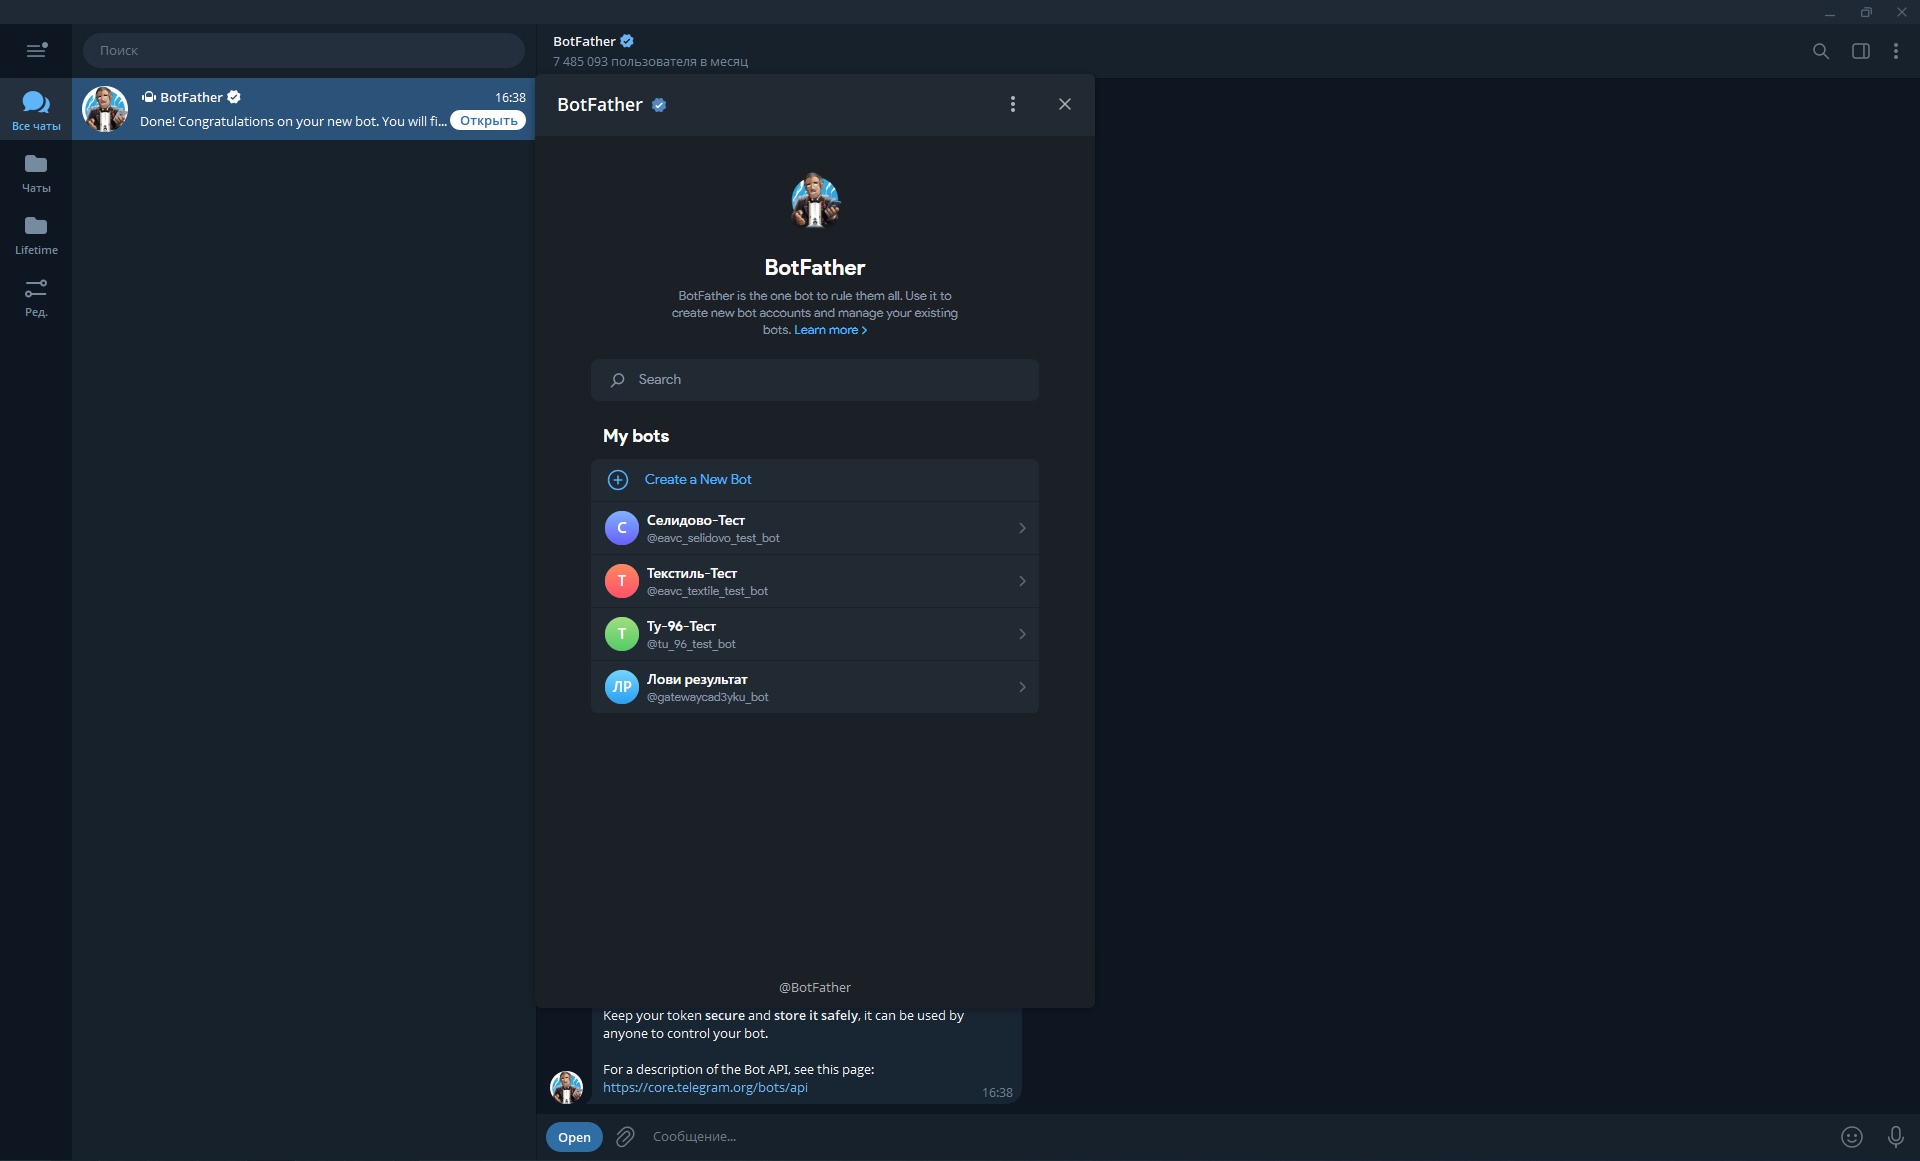 Поиск
BotFather
7 485 093 пользователя в месяц
Все чаты
Чаты
Lifetime
Ред.
BotFather
16:38
Done! Congratulations on your new bot. You will fi...
Открыть
BotFather
BotFather
BotFather is the one bot to rule them all. Use it to
create new bot accounts and manage your existing
bots. Learn more >
Search
My bots
Create a New Bot
С
Селидово-Тест
@eavc_selidovo_test_bot
Т
Текстиль-Тест
@eavc_textile_test_bot
Т
Ту-96-Тест
@tu_96_test_bot
ЛР
Лови результат
@gatewaycad3yku_bot
@BotFather
Keep your token secure and store it safely, it can be used by
anyone to control your bot.
For a description of the Bot API, see this page:
https://core.telegram.org/bots/api
16:38
Open
Сообщение...